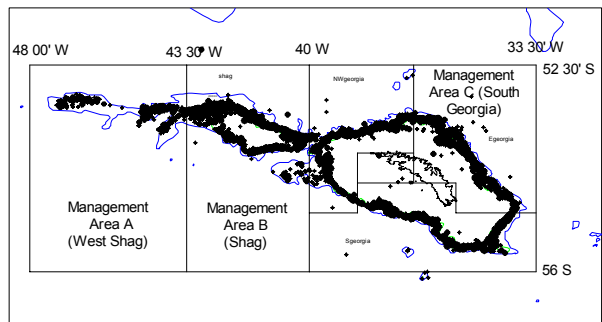 48 00' W
43 30' W
40 W
33 30' W
52 30' S
shag
NWgeorgia
Management
Area C (South
Georgia)
Egeorgia
Management
Area A
(West Shag)
Management
Area B
(Shag)
Sgeorgia
56 S